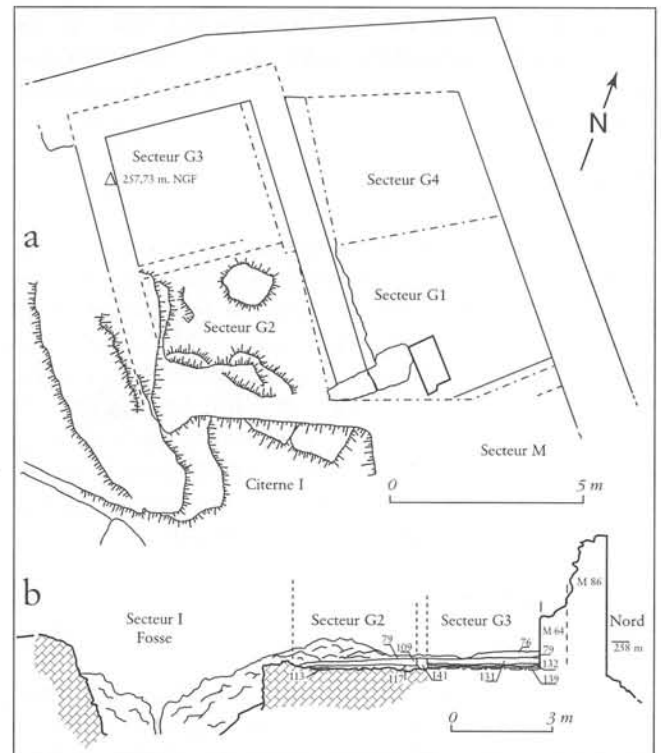 N
Secteur G3
△ 257,73 m. NGF
Secteur G4
a
Secteur G1
Secteur G2
Secteur M
Citerne I
0 5 m
b
M 86
Secteur I
Fosse
Secteur G2
Secteur G3
Nord
258 m
M 64
79
109
76
79
132
113
117
141
131
139
0 3 m